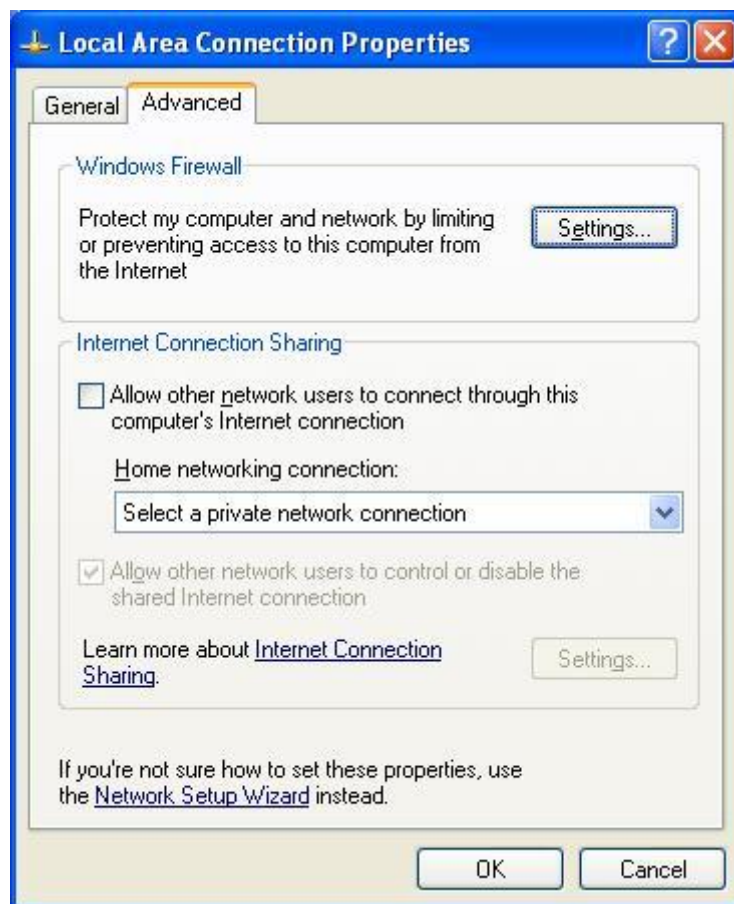 Local Area Connection Properties
General
Advanced
Windows Firewall
Protect my computer and network by limiting
or preventing access to this computer from
the Internet
Settings...
Internet Connection Sharing
Allow other network users to connect through this
computer's Internet connection
Home networking connection:
Select a private network connection
Allow other network users to control or disable the
shared Internet connection
Learn more about Internet Connection
Sharing.
Settings...
If you're not sure how to set these properties, use
the Network Setup Wizard instead.
OK
Cancel